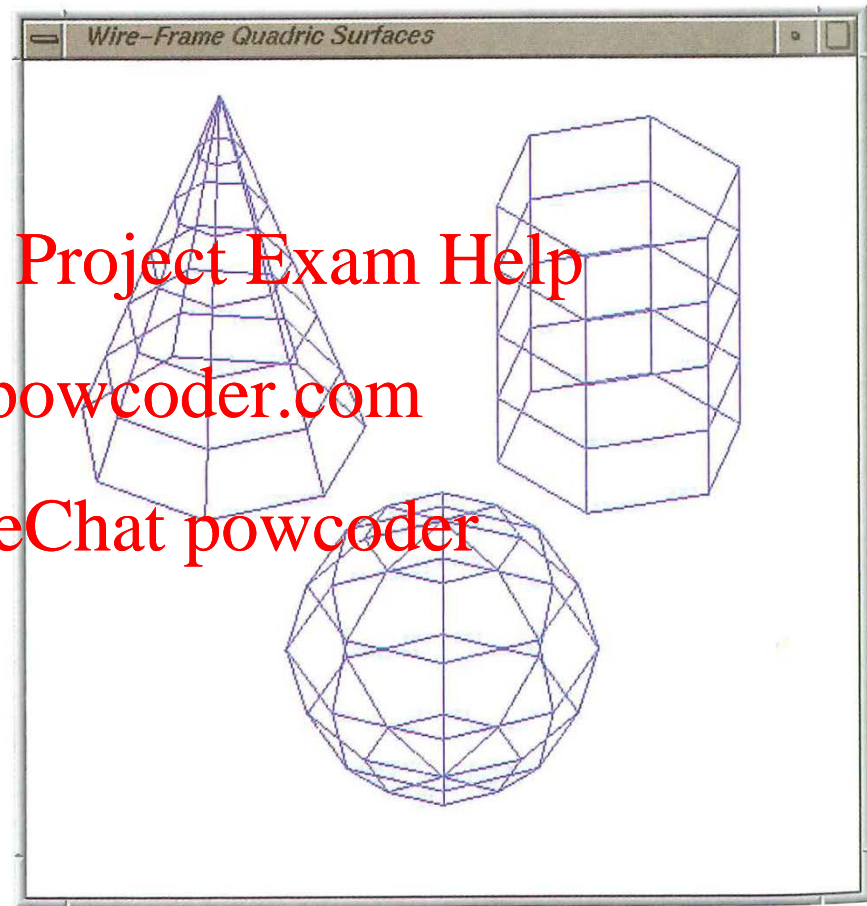 Wire-Frame Quadric Surfaces
Project Exam Help
powcoder.com
eChat powcoder